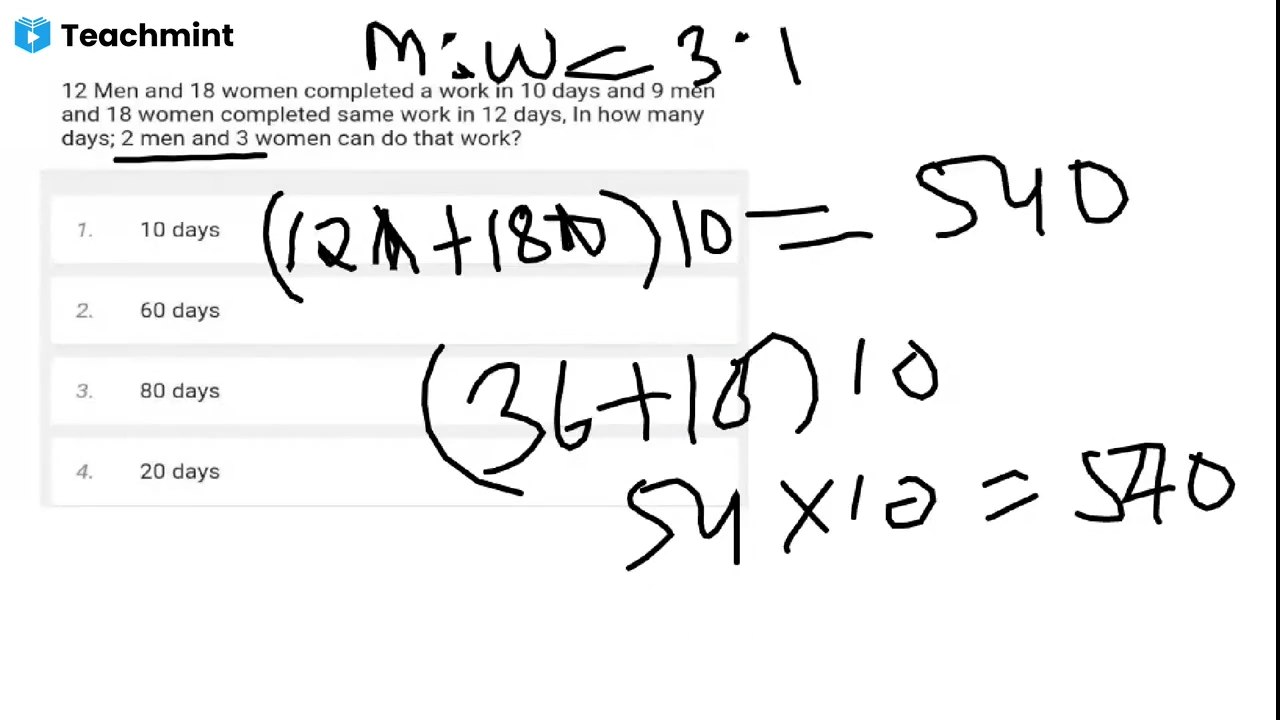 Teachmint
M:W = 3:1
12 Men and 18 women completed a work in 10 days and 9 men
and 18 women completed same work in 12 days, In how many
days; 2 men and 3 women can do that work?
1. 10 days
(12M+18W)10 = 540
2. 60 days
(36+18)10
3. 80 days
4. 20 days
54×10 = 540